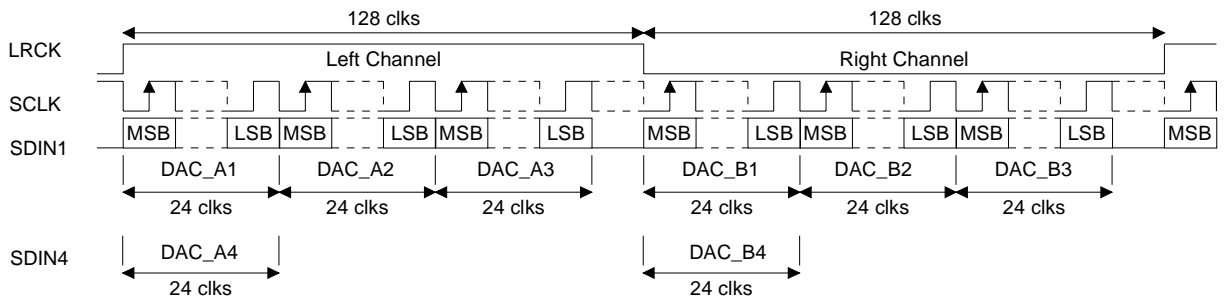 128 clks 128 clks
LRCK Left Channel Right Channel
SCLK
SDIN1 MSB LSB MSB LSB MSB LSB MSB LSB MSB LSB MSB LSB MSB
DAC_A1 DAC_A2 DAC_A3 DAC_B1 DAC_B2 DAC_B3
24 clks 24 clks 24 clks 24 clks 24 clks 24 clks
SDIN4 DAC_A4 DAC_B4
24 clks 24 clks